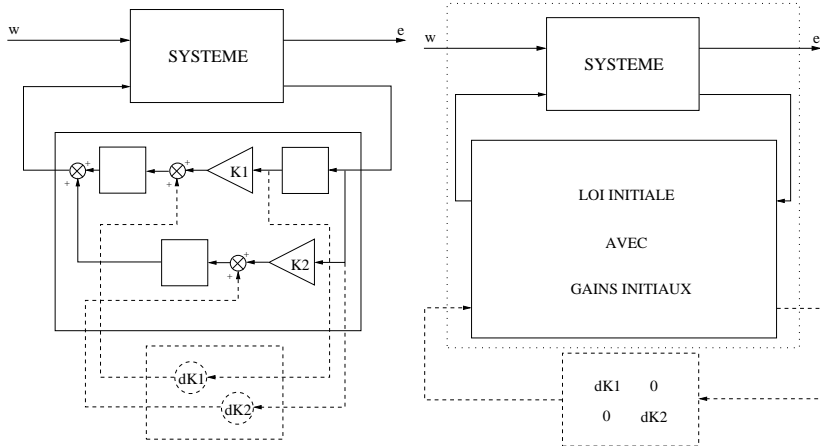 w
e
SYSTEME
+
+
+
+
K1
+
+
+
+
K2
dK1
dK2
w
e
SYSTEME
LOI INITIALE
AVEC
GAINS INITIAUX
dK1 0
0 dK2